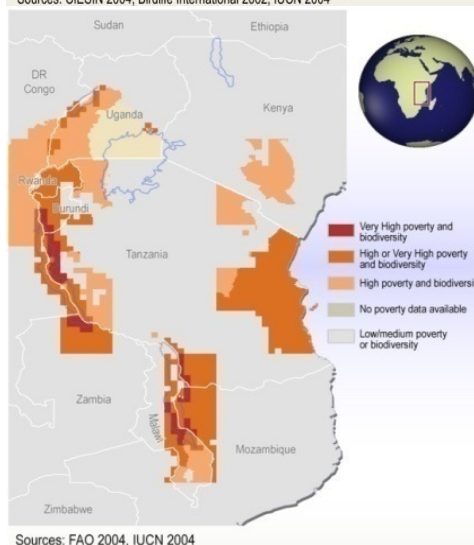 Sources: CIESIN 2004, Birdlife International 2002, IUCN 2004
Sudan
Ethiopia
DR
Congo
Uganda
Kenya
Rwanda
Burundi
Tanzania
Very High poverty and
biodiversity
High or Very High poverty
and biodiversity
High poverty and biodiversi
No poverty data available
Low/medium poverty
or biodiversity
Zambia
Malawi
Mozambique
Zimbabwe
Sources: FAO 2004, IUCN 2004